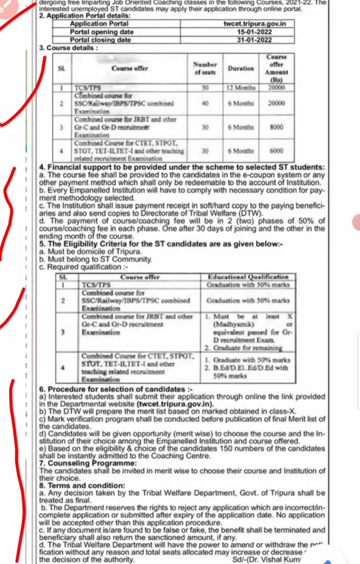 dergoing free Imparting Job Oriented Coaching classes in the following Courses, 2021-22. The
interested unemployed ST candidates may apply their application through online portal.
2. Application Portal details:
Application Portal twcet.tripura.gov.in
Portal opening date 15-01-2022
Portal closing date 31-01-2022
3. Course details :
Sl. Course offer Number of seats Duration Course offer Amount (Rs)
1 TCS/TPS 50 12 Months 20000
2 Combined course for SSC/Railway/IBPS/TPSC combined Examination 40 6 Months 20000
3 Combined course for JRBT and other Gr-C and Gr-D recruitment Examination 30 6 Months 8000
4 Combined Course for CTET, STPGT, STGT, TET-II,TET-I and other teaching related recruitment Examination 30 6 Months 6000
4. Financial support to be provided under the scheme to selected ST students:
a. The course fee shall be provided to the candidates in the e-coupon system or any
other payment method which shall only be redeemable to the account of Institution.
b. Every Empanelled Institution will have to comply with necessary condition for pay-
ment methodology selected.
c. The Institution shall issue payment receipt in soft/hard copy to the paying benefici-
aries and also send copies to Directorate of Tribal Welfare (DTW).
d. The payment of course/coaching fee will be in 2 (two) phases of 50% of
course/coaching fee in each phase. One after 30 days of joining and the other in the
ending month of the course.
5. The Eligibility Criteria for the ST candidates are as given below:-
a. Must be domicile of Tripura.
b. Must belong to ST Community.
c. Required qualification :-
SL Course offer Educational Qualification
1 TCS/TPS Graduation with 50% marks
2 Combined course for SSC/Railway/IBPS/TPSC combined Examination Graduation with 50% marks
3 Combined course for JRBT and other Gr-C and Gr-D recruitment Examination 1. Must be at least X (Madhyamik) or equivalent passed for Gr-D recruitment Exam. 2. Graduate for remaining
4 Combined Course for CTET, STPGT, STGT, TET-II,TET-I and other teaching related recruitment Examination 1. Graduate with 50% marks 2. B.Ed/D.El.Ed/D.Ed with 50% marks
6. Procedure for selection of candidates :-
a) Interested students shall submit their application through online the link provided
in the Departmental website (twcet.tripura.gov.in).
b) The DTW will prepare the merit list based on marked obtained in class-X.
c) Mark verification program shall be conducted before publication of final Merit list of
the candidates.
d) Candidates will be given opportunity (merit wise) to choose the course and the In-
stitution of their choice among the Empanelled Institution and course offered.
e) Based on the eligibility & choice of the candidates 150 numbers of the candidates
shall be instantly admitted to the Coaching Centre.
7. Counseling Programme:
The candidates shall be invited in merit wise to choose their course and Institution of
their choice.
8. Terms and condition:
a. Any decision taken by the Tribal Welfare Department, Govt. of Tripura shall be
treated as final.
b. The Department reserves the rights to reject any application which are incorrect/in-
complete application or submitted after expiry of the application date. No application
will be accepted other than this application procedure.
c. If any document is/are found to be false or fake, the benefit shall be terminated and
beneficiary shall also return the sanctioned amount, if any.
d. The Tribal Welfare Department will have the power to amend or withdraw the
fication without any reason and total seats allocated may increase or decrease
the decision of the authority. Sd/-(Dr. Vishal Kum